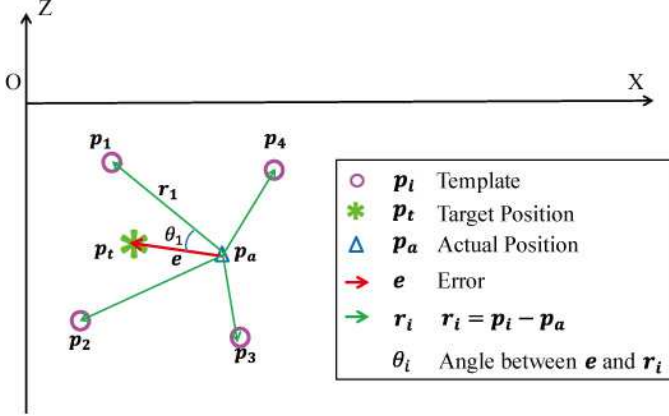 Z
O
X
p₁
p₄
r₁
θ₁
pₜ
e
pₐ
p₂
p₃
pᵢ Template
pₜ Target Position
pₐ Actual Position
e Error
rᵢ rᵢ = pᵢ − pₐ
θᵢ Angle between e and rᵢ